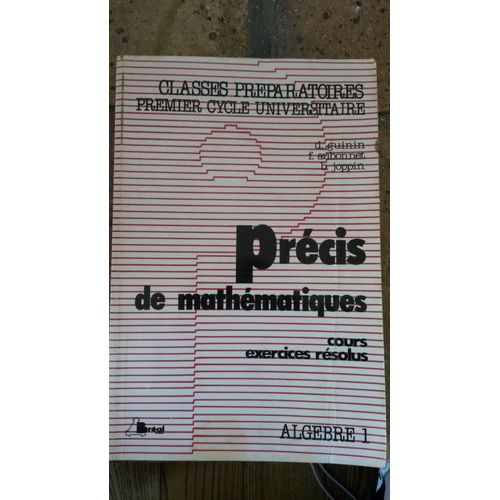 CLASSES PREPARATOIRES
PREMIER CYCLE UNIVERSITAIRE
d. guinin
f. aubonnet
b. joppin
précis
de mathématiques
cours
exercices résolus
Bréal
ALGEBRE 1